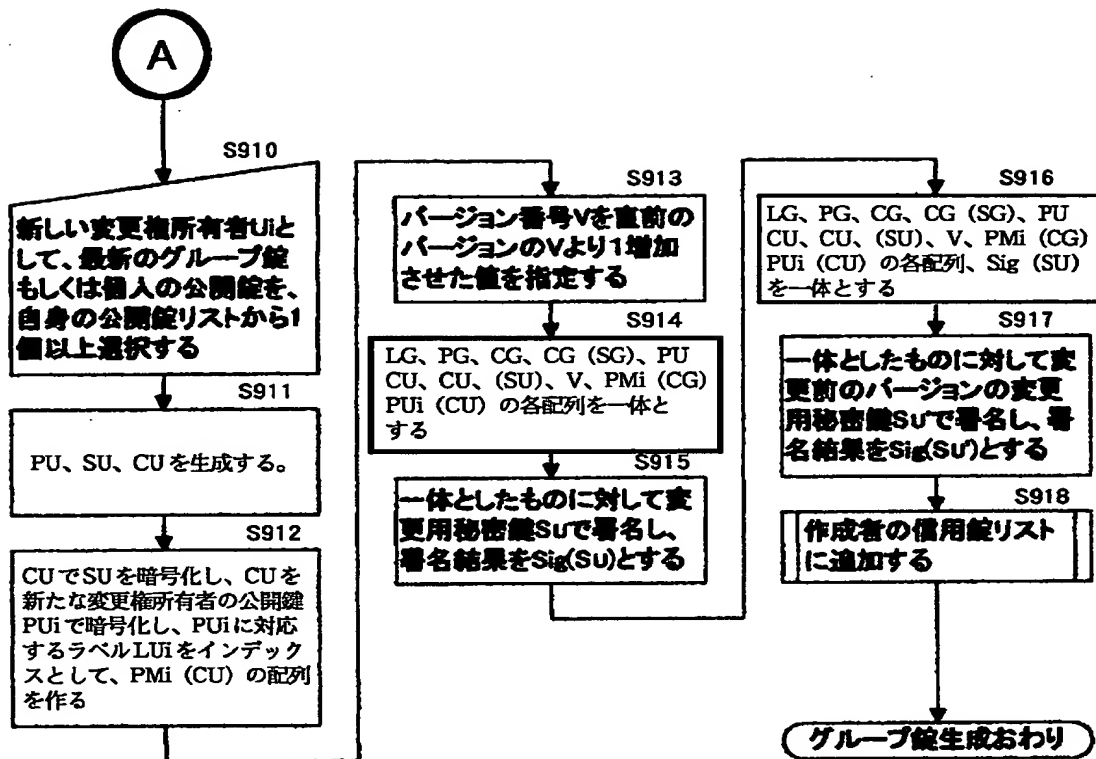 A
S910
新しい変更権所有者Uiと
して、最新のグループ錠
もしくは個人の公開錠を、
自身の公開錠リストから1
個以上選択する
S911
PU、SU、CUを生成する。
S912
CUでSUを暗号化し、CUを
新たな変更権所有者の公開鍵
PUiで暗号化し、PUiに対応
するラベルLUiをインデック
スとして、PMi (CU) の配列
を作る
S913
バージョン番号Vを直前の
バージョンのVより1増加
させた値を指定する
S914
LG、PG、CG、CG (SG)、PU
CU、CU、(SU)、V、PMi (CG)
PUi (CU) の各配列を一体と
する
S915
一体としたものに対して変
更用秘密鍵SUで署名し、
署名結果をSig(SU)とする
S916
LG、PG、CG、CG (SG)、PU
CU、CU、(SU)、V、PMi (CG)
PUi (CU) の各配列、Sig (SU)
を一体とする
S917
一体としたものに対して変
更前のバージョンの変更
用秘密鍵SU'で署名し、署
名結果をSig(SU')とする
S918
作成者の信用錠リスト
に追加する
グループ錠生成おわり